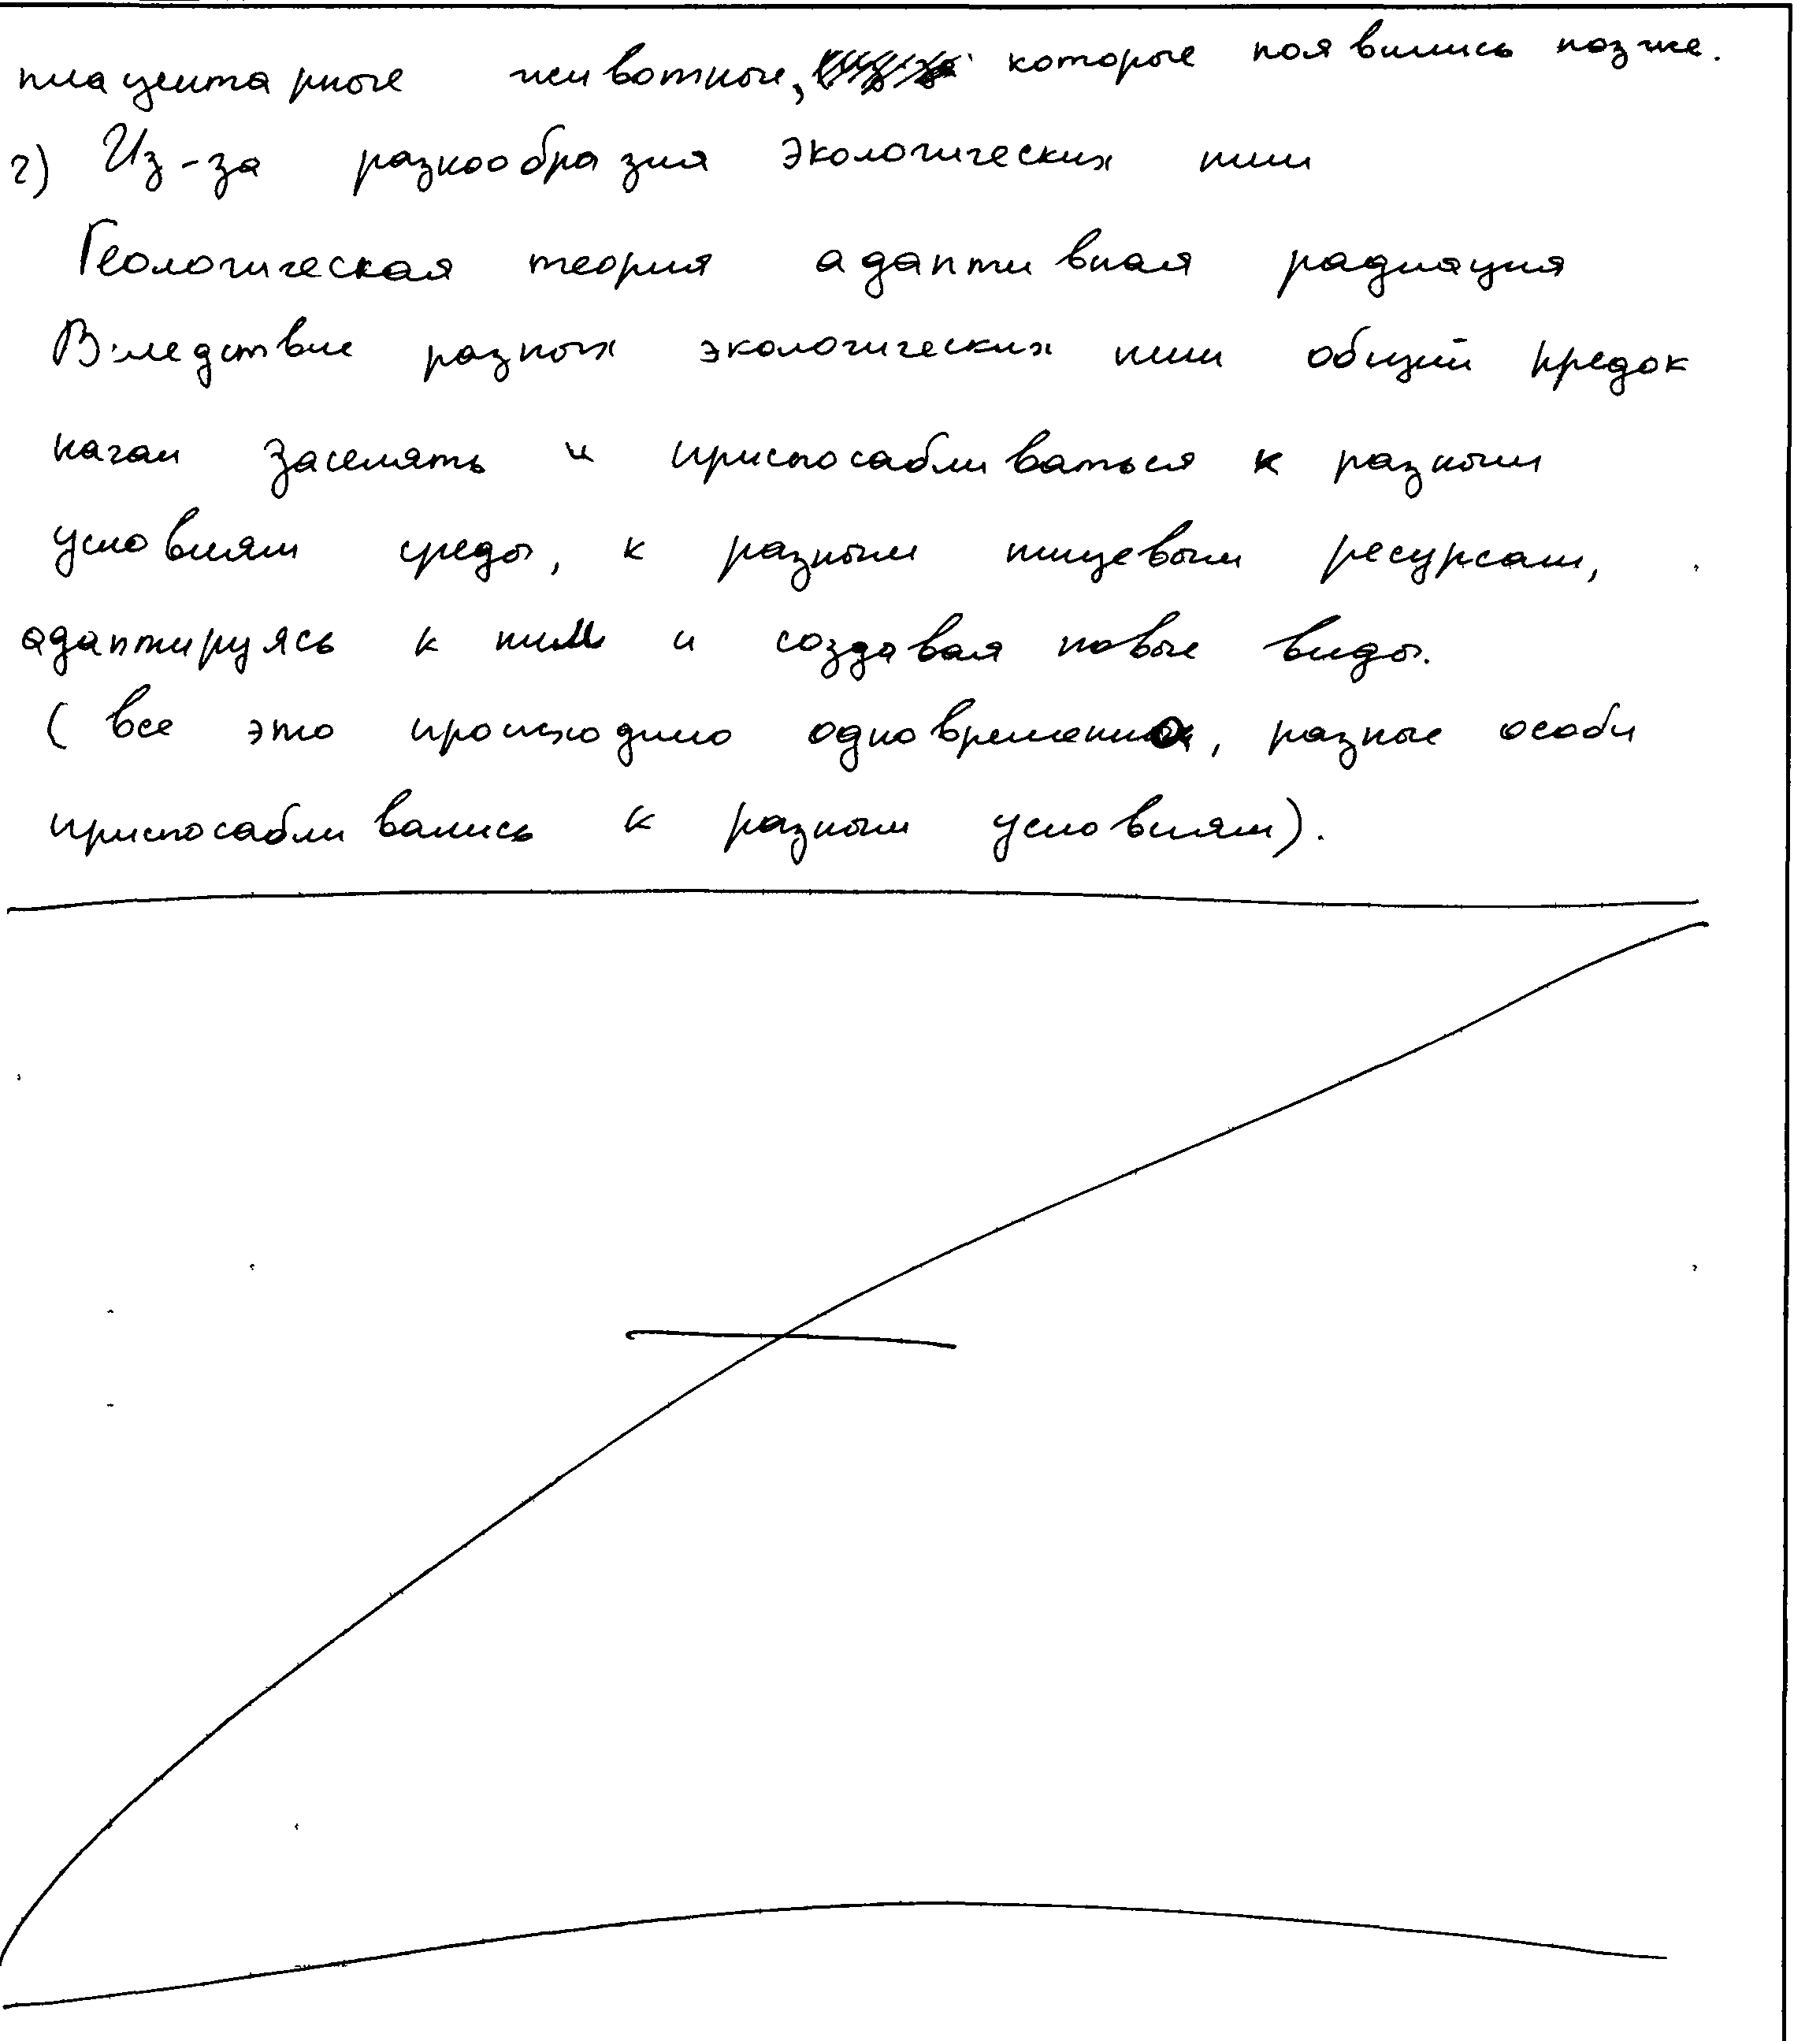 плацентарные животные, которые появились позже.
г) Из-за разнообразия экологических ниш
Геологическая теория адаптивная радиация
Вследствие разных экологических ниш общий предок
начал заселять и приспосабливаться к разным
условиям среды, к разным пищевым ресурсам,
адаптируясь к ним и создавая новые виды.
( все это происходило одновременно, разные особи
приспосабливались к разным условиям).